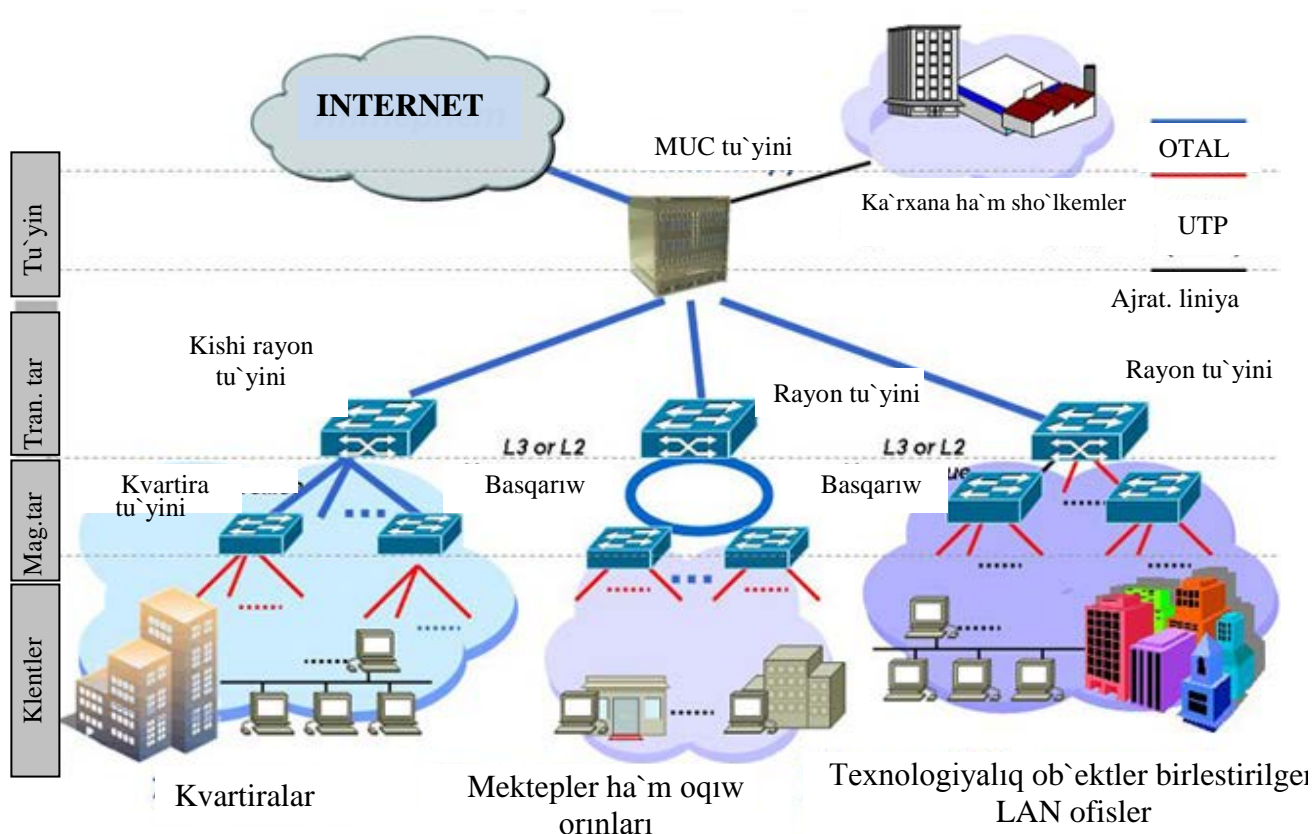 INTERNET
MUC tu`yini
OTAL
Ka`rxana ha`m sho`lkemler
UTP
Ajrat. liniya
Tu`yin
Kishi rayon
tu`yini
Rayon tu`yini
Rayon tu`yini
Tran. tar
L3 or L2
L3 or L2
Kvartira
tu`yini
Basqarıw
Basqarıw
ue
Mag.tar
Klentler
Kvartiralar
Mektepler ha`m oqıw
orınları
Texnologiyalıq ob`ektler birlestirilgen
LAN ofisler